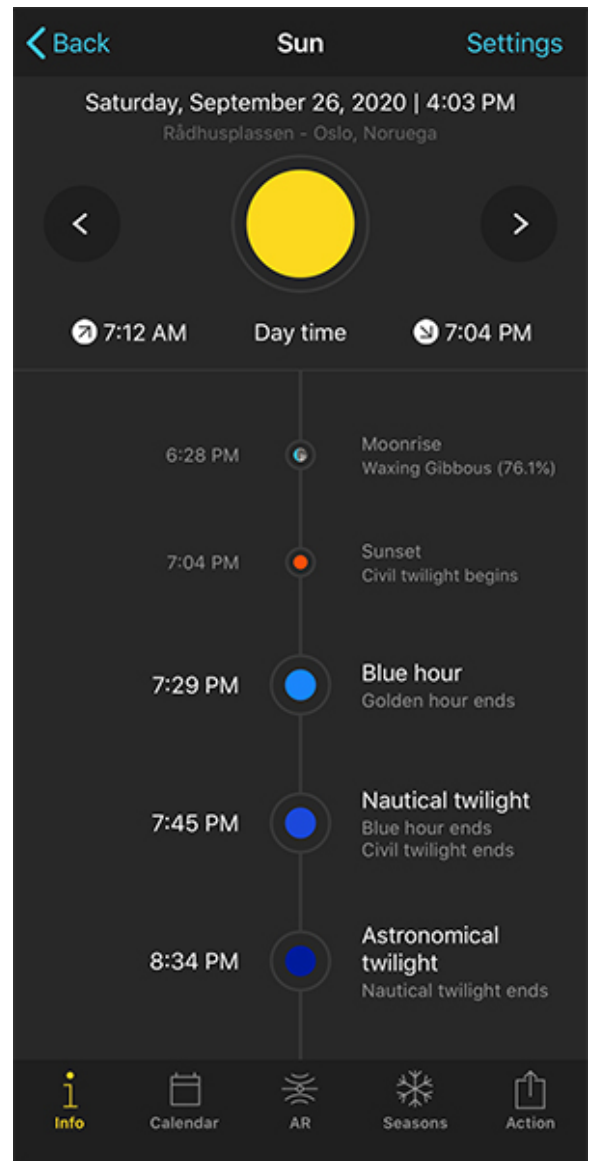 Back Sun Settings
Saturday, September 26, 2020 | 4:03 PM
Rådhusplassen - Oslo, Noruega
7:12 AM Day time 7:04 PM
6:28 PM Moonrise
Waxing Gibbous (76.1%)
7:04 PM Sunset
Civil twilight begins
7:29 PM Blue hour
Golden hour ends
7:45 PM Nautical twilight
Blue hour ends
Civil twilight ends
8:34 PM Astronomical
twilight
Nautical twilight ends
Info Calendar AR Seasons Action